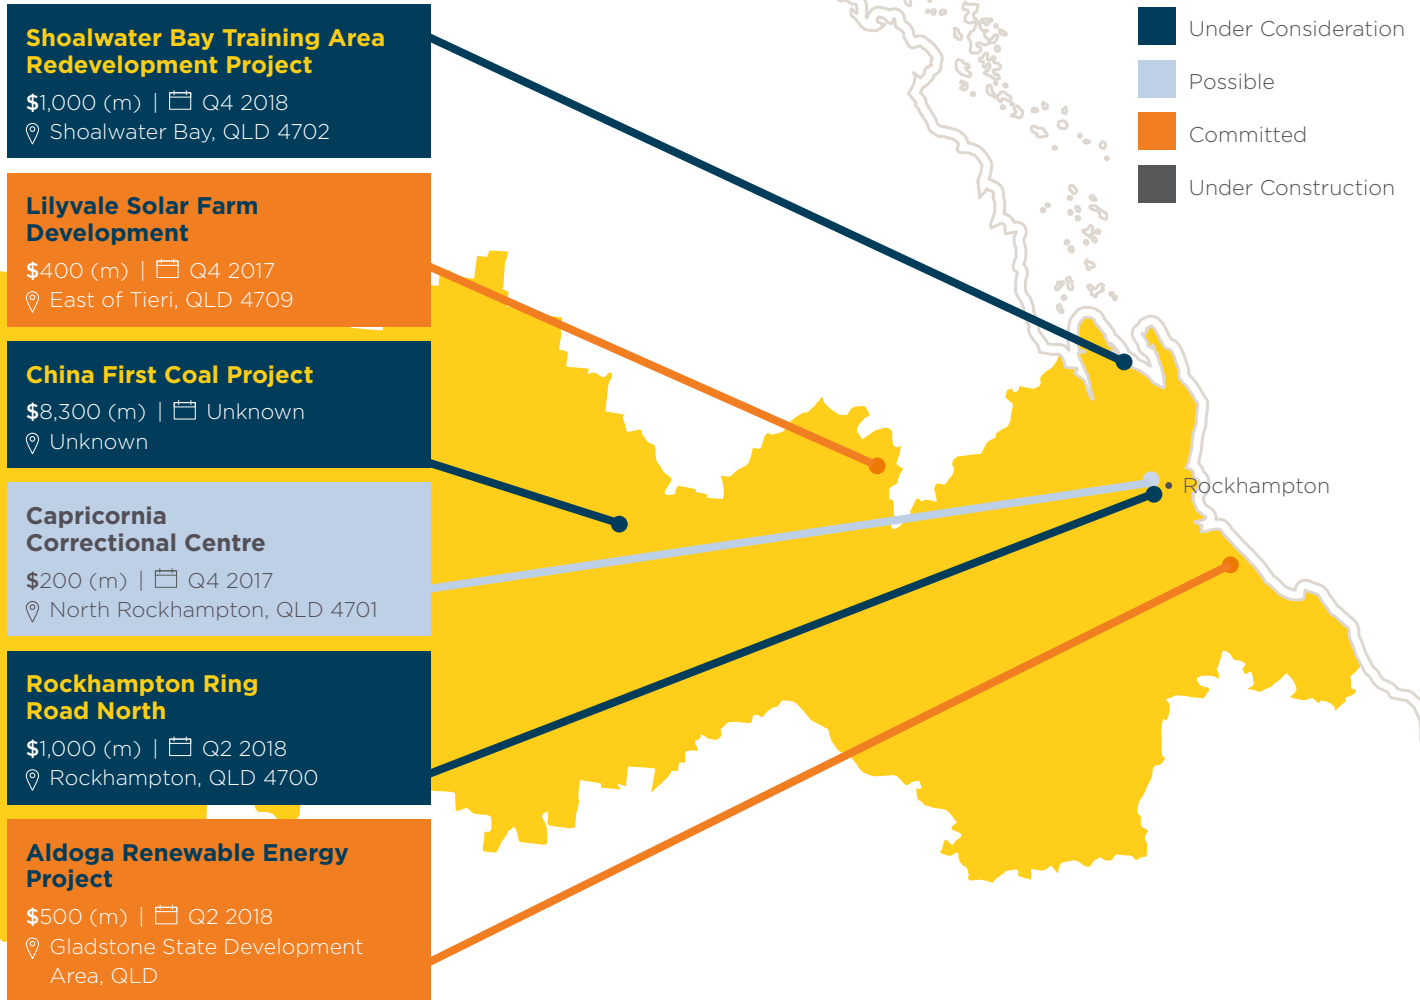 Shoalwater Bay Training Area
Redevelopment Project
$1,000 (m) | Q4 2018
Shoalwater Bay, QLD 4702
Lilyvale Solar Farm
Development
$400 (m) | Q4 2017
East of Tieri, QLD 4709
China First Coal Project
$8,300 (m) | Unknown
Unknown
Capricornia
Correctional Centre
$200 (m) | Q4 2017
North Rockhampton, QLD 4701
Rockhampton Ring
Road North
$1,000 (m) | Q2 2018
Rockhampton, QLD 4700
Aldoga Renewable Energy
Project
$500 (m) | Q2 2018
Gladstone State Development
Area, QLD
Under Consideration
Possible
Committed
Under Construction
Rockhampton